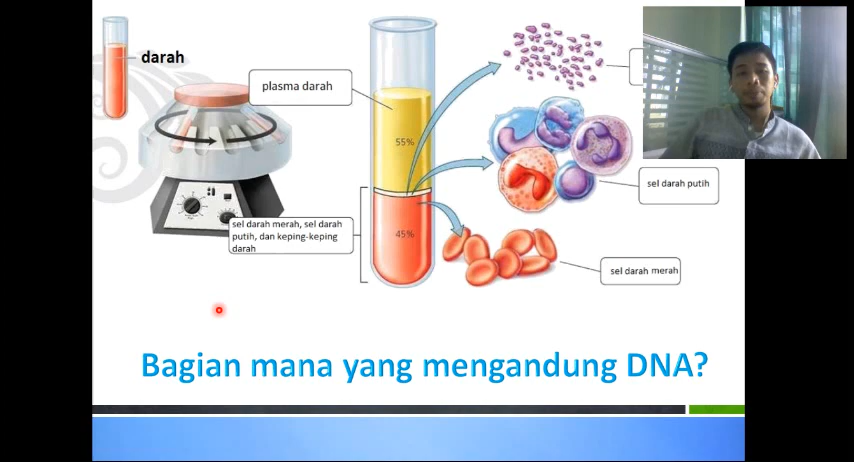 darah
plasma darah
55%
sel darah putih
sel darah merah, sel darah
putih, dan keping-keping
darah
45%
sel darah merah
Bagian mana yang mengandung DNA?